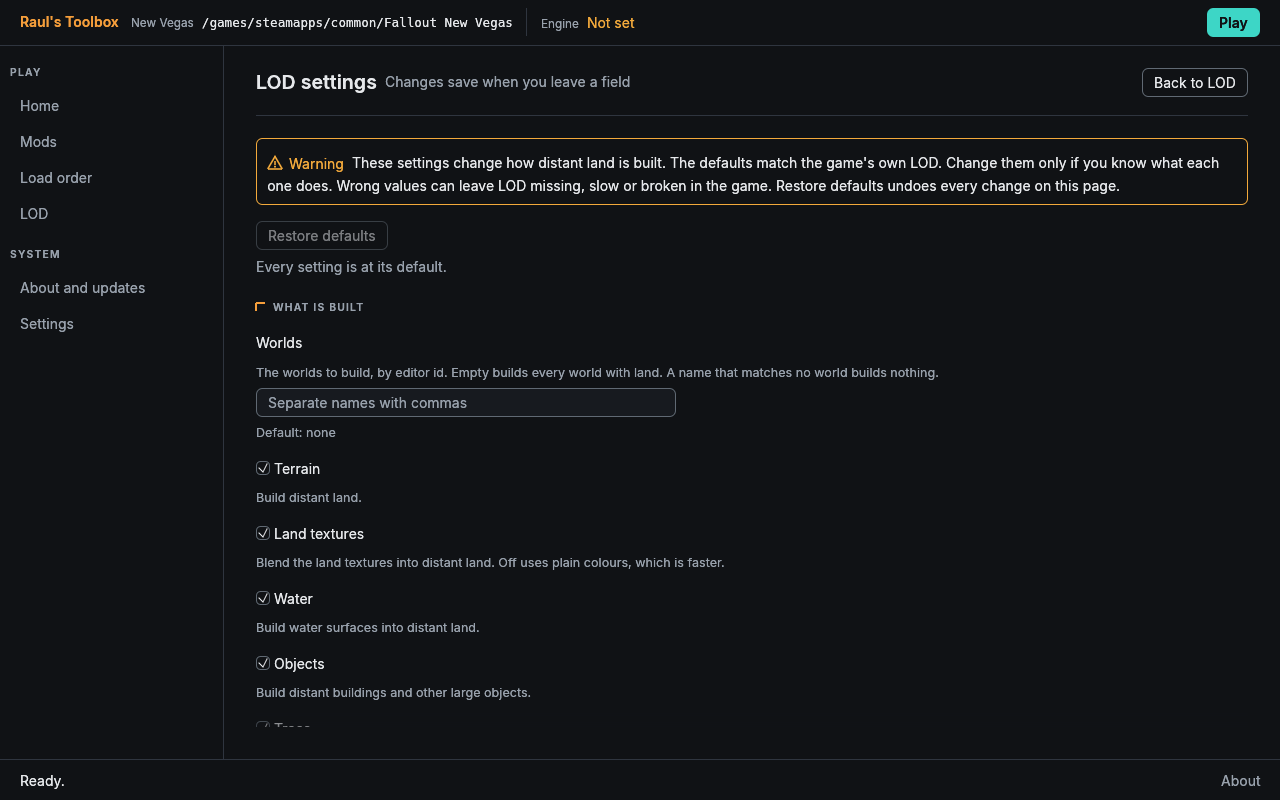 Raul's Toolbox New Vegas /games/steamapps/common/Fallout New Vegas Engine Not set Play
PLAY
Home
Mods
Load order
LOD
SYSTEM
About and updates
Settings
LOD settings Changes save when you leave a field Back to LOD
Warning These settings change how distant land is built. The defaults match the game's own LOD. Change them only if you know what each
one does. Wrong values can leave LOD missing, slow or broken in the game. Restore defaults undoes every change on this page.
Restore defaults
Every setting is at its default.
WHAT IS BUILT
Worlds
The worlds to build, by editor id. Empty builds every world with land. A name that matches no world builds nothing.
Separate names with commas
Default: none
Terrain
Build distant land.
Land textures
Blend the land textures into distant land. Off uses plain colours, which is faster.
Water
Build water surfaces into distant land.
Objects
Build distant buildings and other large objects.
Ready. About